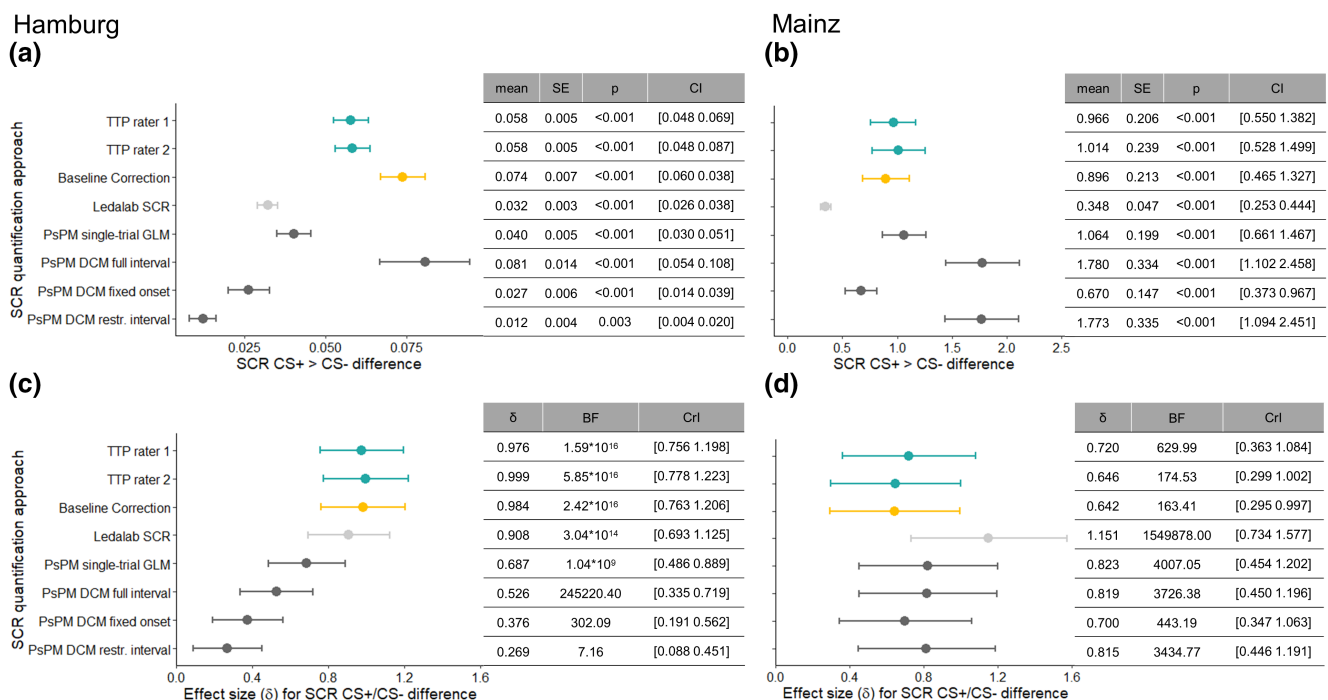 Hamburg
(a)
SCR quantification approach
mean SE p CI
TTP rater 1 0.058 0.005 <0.001 [0.048 0.069]
TTP rater 2 0.058 0.005 <0.001 [0.048 0.087]
Baseline Correction 0.074 0.007 <0.001 [0.060 0.038]
Ledalab SCR 0.032 0.003 <0.001 [0.026 0.038]
PsPM single-trial GLM 0.040 0.005 <0.001 [0.030 0.051]
PsPM DCM full interval 0.081 0.014 <0.001 [0.054 0.108]
PsPM DCM fixed onset 0.027 0.006 <0.001 [0.014 0.039]
PsPM DCM restr. interval 0.012 0.004 0.003 [0.004 0.020]
0.025 0.050 0.075
SCR CS+ > CS- difference
Mainz
(b)
mean SE p CI
0.966 0.206 <0.001 [0.550 1.382]
1.014 0.239 <0.001 [0.528 1.499]
0.896 0.213 <0.001 [0.465 1.327]
0.348 0.047 <0.001 [0.253 0.444]
1.064 0.199 <0.001 [0.661 1.467]
1.780 0.334 <0.001 [1.102 2.458]
0.670 0.147 <0.001 [0.373 0.967]
1.773 0.335 <0.001 [1.094 2.451]
0.0 0.5 1.0 1.5 2.0 2.5
SCR CS+ > CS- difference
(c)
SCR quantification approach
δ BF CrI
TTP rater 1 0.976 1.59*10¹⁶ [0.756 1.198]
TTP rater 2 0.999 5.85*10¹⁶ [0.778 1.223]
Baseline Correction 0.984 2.42*10¹⁶ [0.763 1.206]
Ledalab SCR 0.908 3.04*10¹⁴ [0.693 1.125]
PsPM single-trial GLM 0.687 1.04*10⁹ [0.486 0.889]
PsPM DCM full interval 0.526 245220.40 [0.335 0.719]
PsPM DCM fixed onset 0.376 302.09 [0.191 0.562]
PsPM DCM restr. interval 0.269 7.16 [0.088 0.451]
0.0 0.4 0.8 1.2 1.6
Effect size (δ) for SCR CS+/CS- difference
(d)
δ BF CrI
0.720 629.99 [0.363 1.084]
0.646 174.53 [0.299 1.002]
0.642 163.41 [0.295 0.997]
1.151 1549878.00 [0.734 1.577]
0.823 4007.05 [0.454 1.202]
0.819 3726.38 [0.450 1.196]
0.700 443.19 [0.347 1.063]
0.815 3434.77 [0.446 1.191]
0.0 0.4 0.8 1.2 1.6
Effect size (δ) for SCR CS+/CS- difference